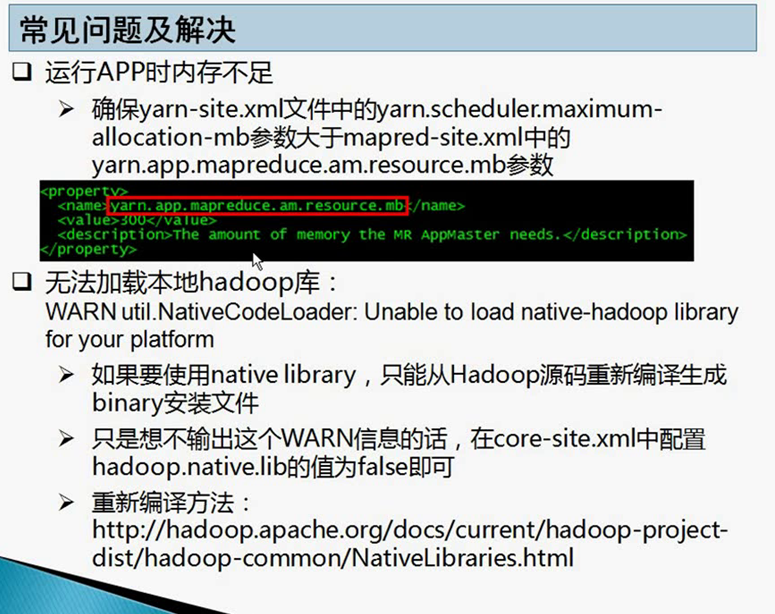 常见问题及解决
运行APP时内存不足
确保yarn-site.xml文件中的yarn.scheduler.maximum-
allocation-mb参数大于mapred-site.xml中的
yarn.app.mapreduce.am.resource.mb参数
<property>
<name>yarn.app.mapreduce.am.resource.mb</name>
<value>300</value>
<description>The amount of memory the MR AppMaster needs.</description>
</property>
无法加载本地hadoop库：
WARN util.NativeCodeLoader: Unable to load native-hadoop library
for your platform
如果要使用native library，只能从Hadoop源码重新编译生成
binary安装文件
只是想不输出这个WARN信息的话，在core-site.xml中配置
hadoop.native.lib的值为false即可
重新编译方法：
http://hadoop.apache.org/docs/current/hadoop-project-
dist/hadoop-common/NativeLibraries.html